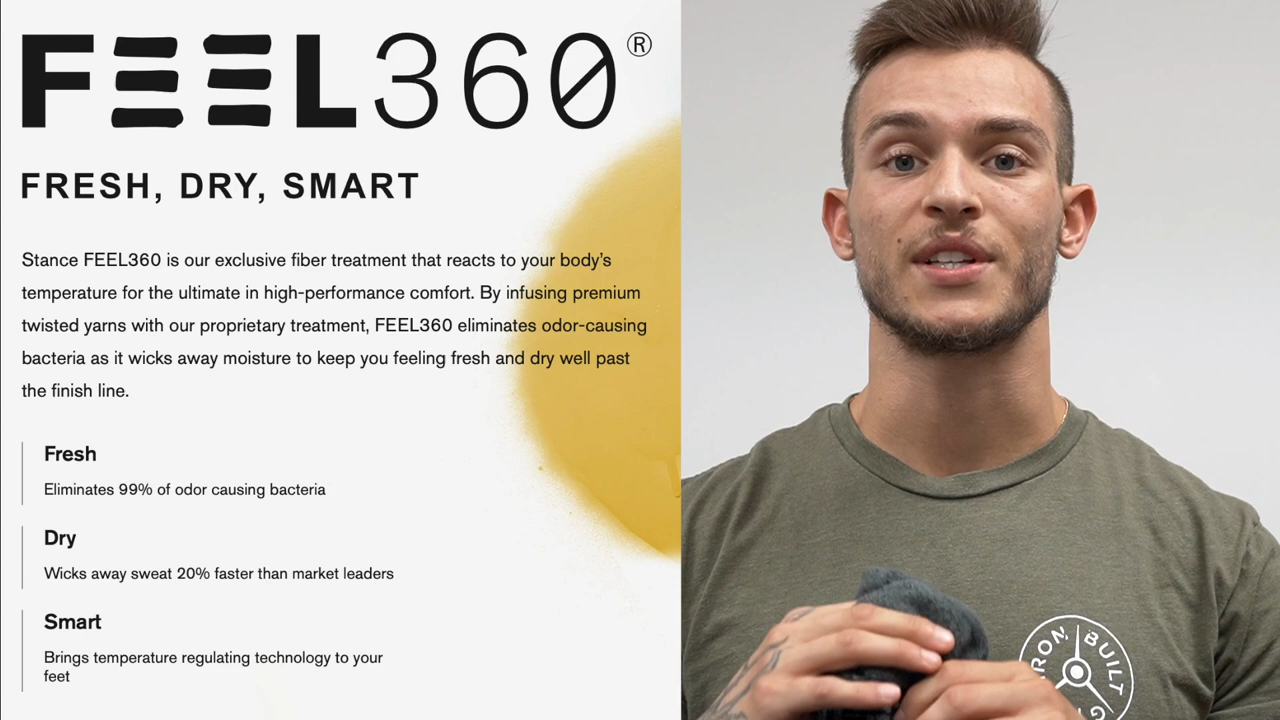 FEEL360®
FRESH, DRY, SMART
Stance FEEL360 is our exclusive fiber treatment that reacts to your body’s
temperature for the ultimate in high-performance comfort. By infusing premium
twisted yarns with our proprietary treatment, FEEL360 eliminates odor-causing
bacteria as it wicks away moisture to keep you feeling fresh and dry well past
the finish line.
Fresh
Eliminates 99% of odor causing bacteria
Dry
Wicks away sweat 20% faster than market leaders
Smart
Brings temperature regulating technology to your
feet
BUILT